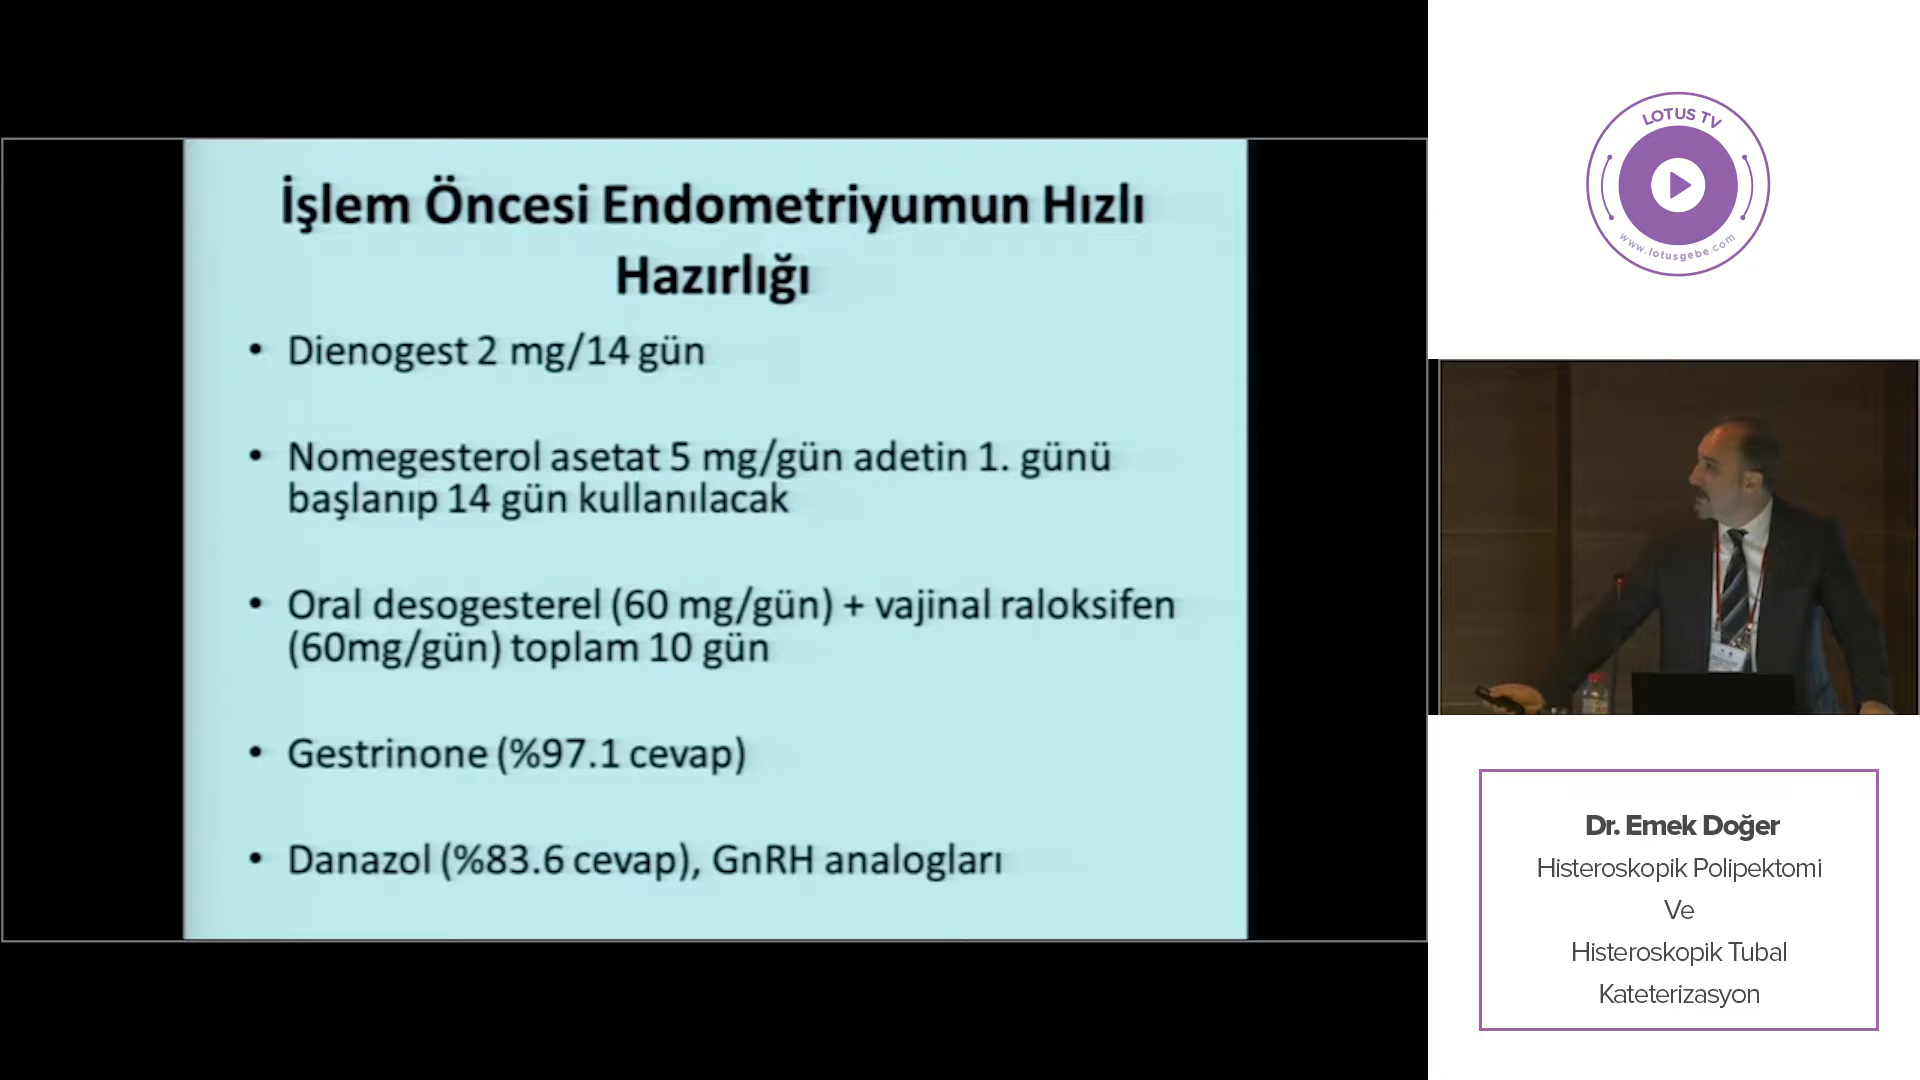 İşlem Öncesi Endometriyumun Hızlı
Hazırlığı
• Dienogest 2 mg/14 gün
• Nomegesterol asetat 5 mg/gün adetin 1. günü
başlanıp 14 gün kullanılacak
• Oral desogesterel (60 mg/gün) + vajinal raloksifen
(60mg/gün) toplam 10 gün
• Gestrinone (%97.1 cevap)
• Danazol (%83.6 cevap), GnRH analogları
LOTUS TV
www.lotusgebe.com
Dr. Emek Doğer
Histeroskopik Polipektomi
Ve
Histeroskopik Tubal
Kateterizasyon